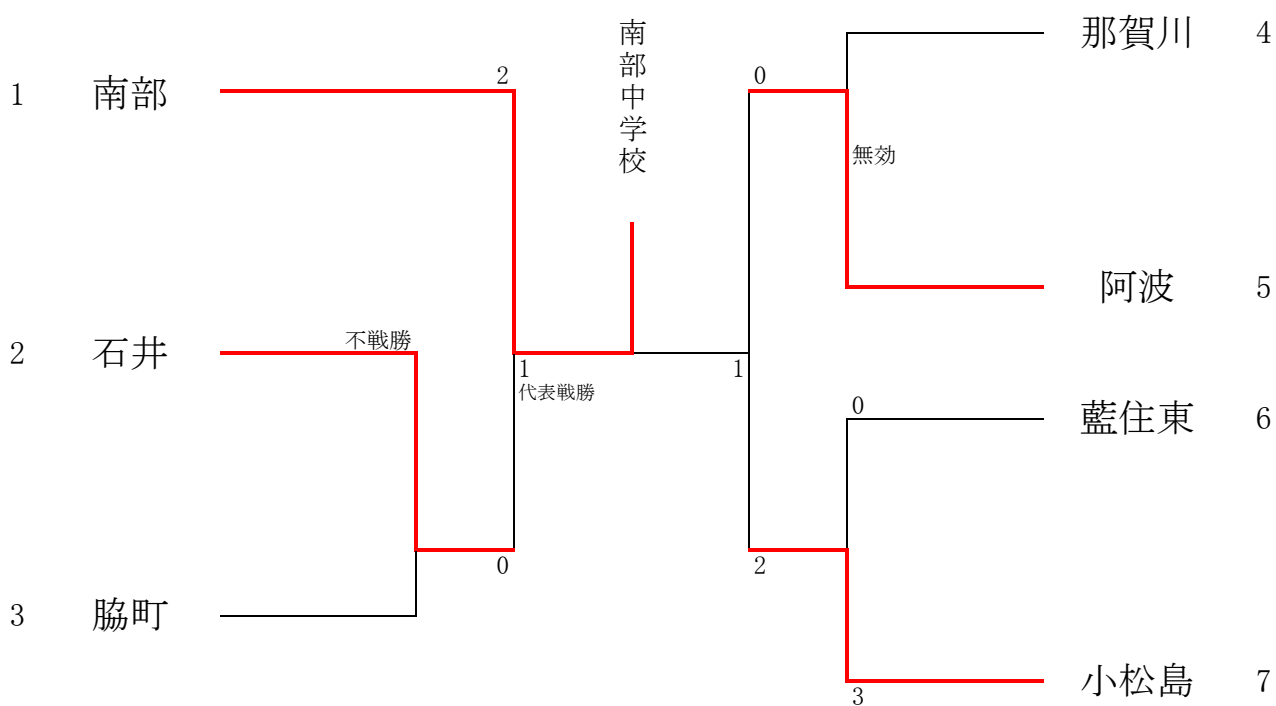 南部中学校
1 南部
2
2 石井
不戦勝
3 脇町
0
1
代表戦勝
1
0
那賀川 4
無効
阿波 5
0
藍住東 6
2
小松島 7
3